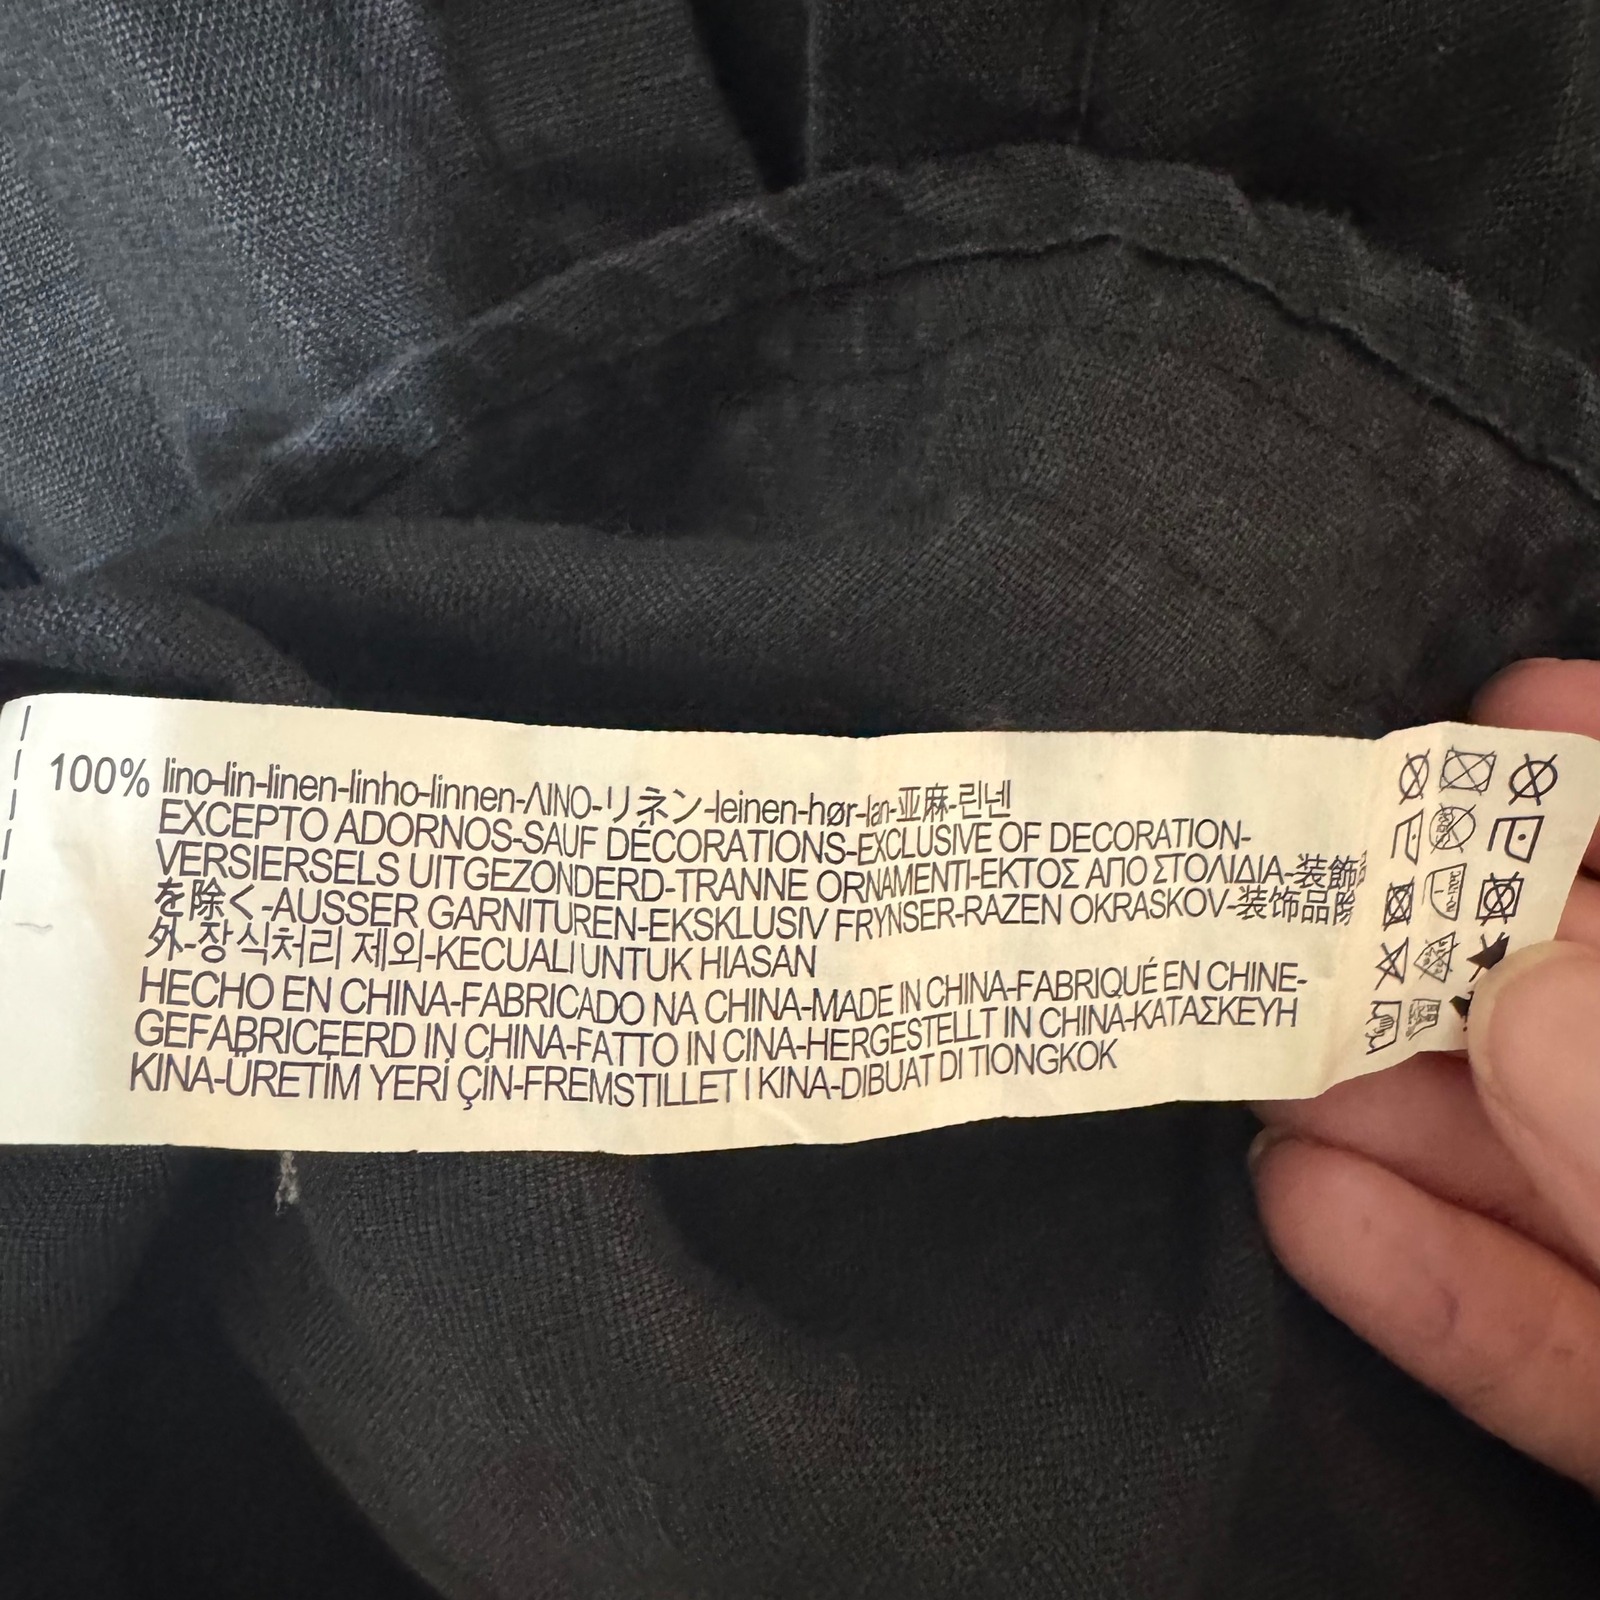 100% lino-lin-linen-linho-linnen-ΛΙΝΟ-リネン-leinen-hør-lan-亚麻-린넨
EXCEPTO ADORNOS-SAUF DÉCORATIONS-EXCLUSIVE OF DECORATION-
VERSIERSELS UITGEZONDERD-TRANNE ORNAMENTI-ΕΚΤΟΣ ΑΠΟ ΣΤΟΛΙΔΙΑ-装飾品
を除く-AUSSER GARNITUREN-EKSKLUSIV FRYNSER-RAZEN OKRASKOV-装饰品除
外-장식처리 제외-KECUALI UNTUK HIASAN
HECHO EN CHINA-FABRICADO NA CHINA-MADE IN CHINA-FABRIQUÉ EN CHINE-
GEFABRICEERD IN CHINA-FATTO IN CINA-HERGESTELLT IN CHINA-ΚΑΤΑΣΚΕΥΗ
ΚΙΝΑ-ÜRETİM YERİ ÇİN-FREMSTILLET I KINA-DIBUAT DI TIONGKOK